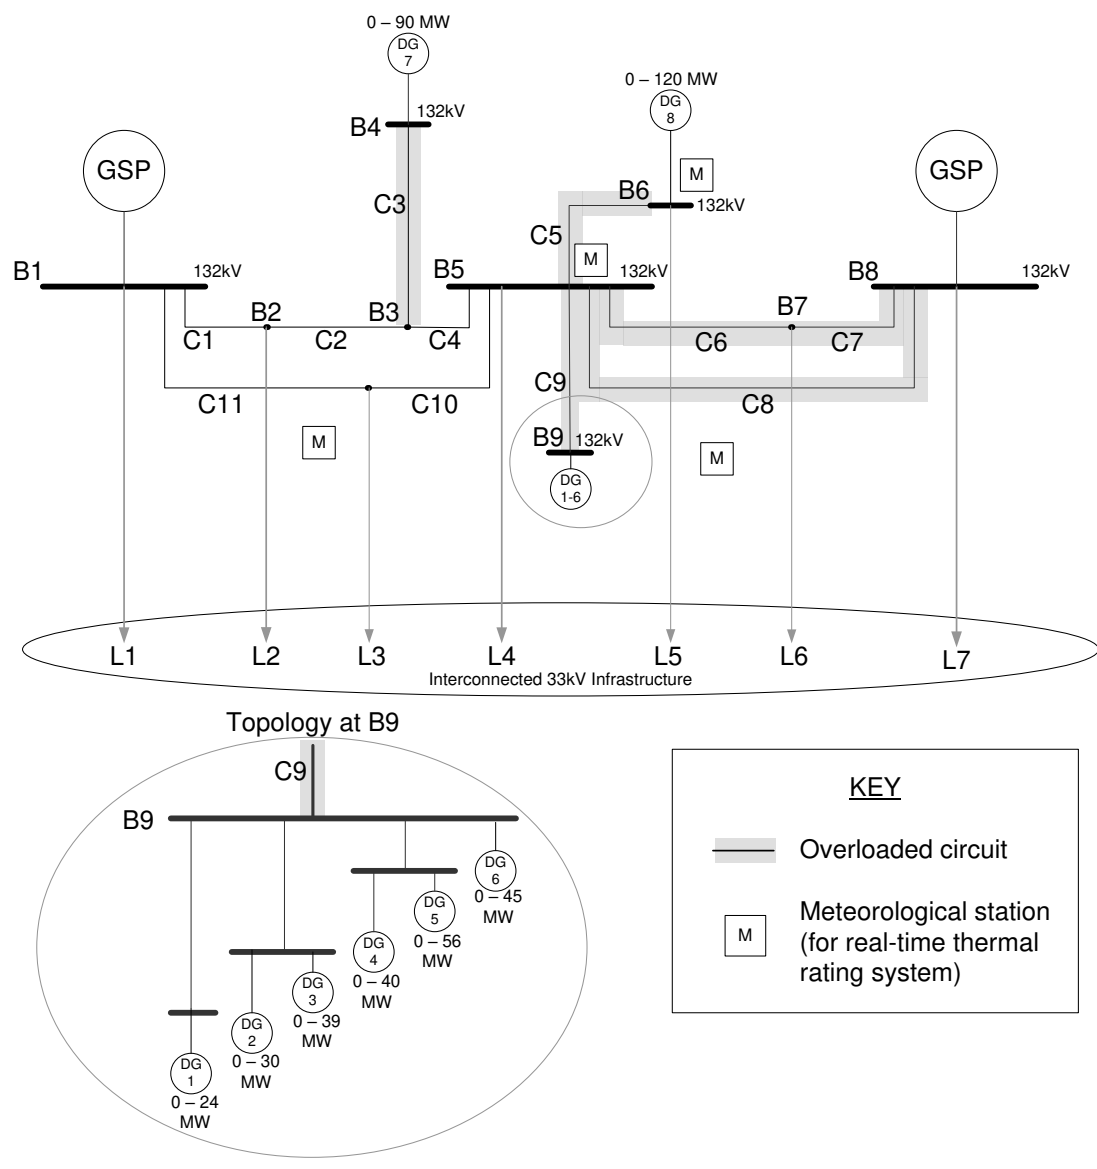 0 – 90 MW
DG
7
132kV
B4
0 – 120 MW
DG
8
GSP
M
GSP
C3
B6
132kV
C5
M
B1
132kV
B5
132kV
B8
132kV
B2
B3
B7
C1
C2
C4
C6
C7
C9
C11
C10
C8
M
B9
132kV
M
DG
1-6
L1
L2
L3
L4
L5
L6
L7
Interconnected 33kV Infrastructure
Topology at B9
C9
B9
DG
6
0 – 45
MW
DG
5
0 – 56
MW
DG
4
0 – 40
MW
DG
3
0 – 39
MW
DG
2
0 – 30
MW
DG
1
0 – 24
MW
KEY
Overloaded circuit
M
Meteorological station
(for real-time thermal
rating system)